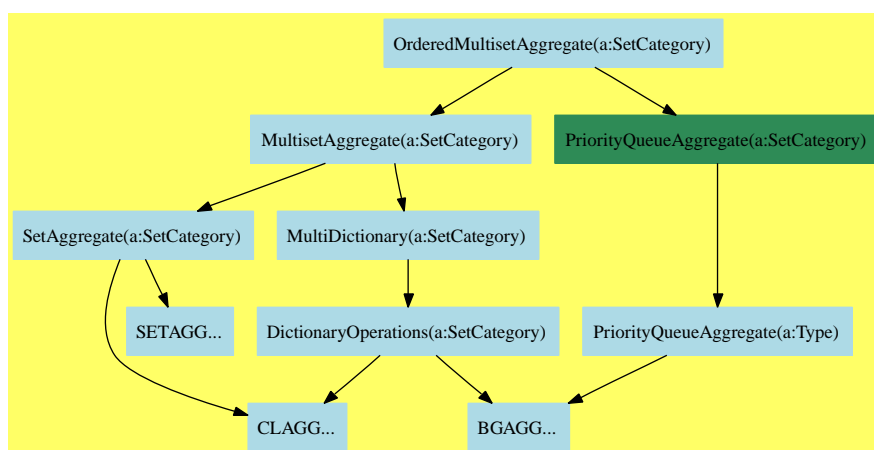 OrderedMultisetAggregate(a:SetCategory)
MultisetAggregate(a:SetCategory)
PriorityQueueAggregate(a:SetCategory)
SetAggregate(a:SetCategory)
MultiDictionary(a:SetCategory)
SETAGG...
DictionaryOperations(a:SetCategory)
PriorityQueueAggregate(a:Type)
CLAGG...
BGAGG...